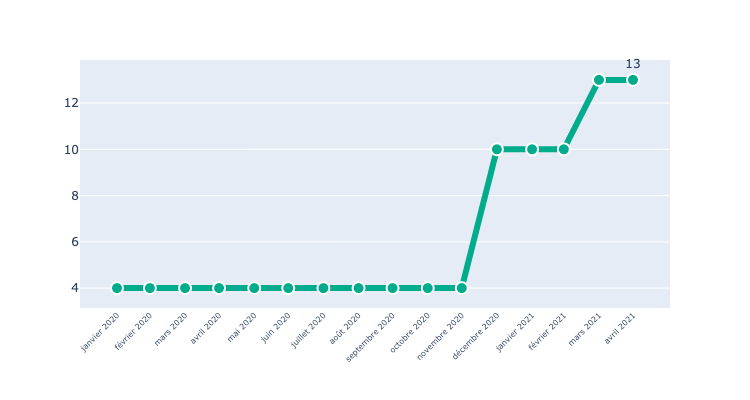 13
12
10
8
6
4
janvier 2020
février 2020
mars 2020
avril 2020
mai 2020
juin 2020
juillet 2020
août 2020
septembre 2020
octobre 2020
novembre 2020
décembre 2020
janvier 2021
février 2021
mars 2021
avril 2021